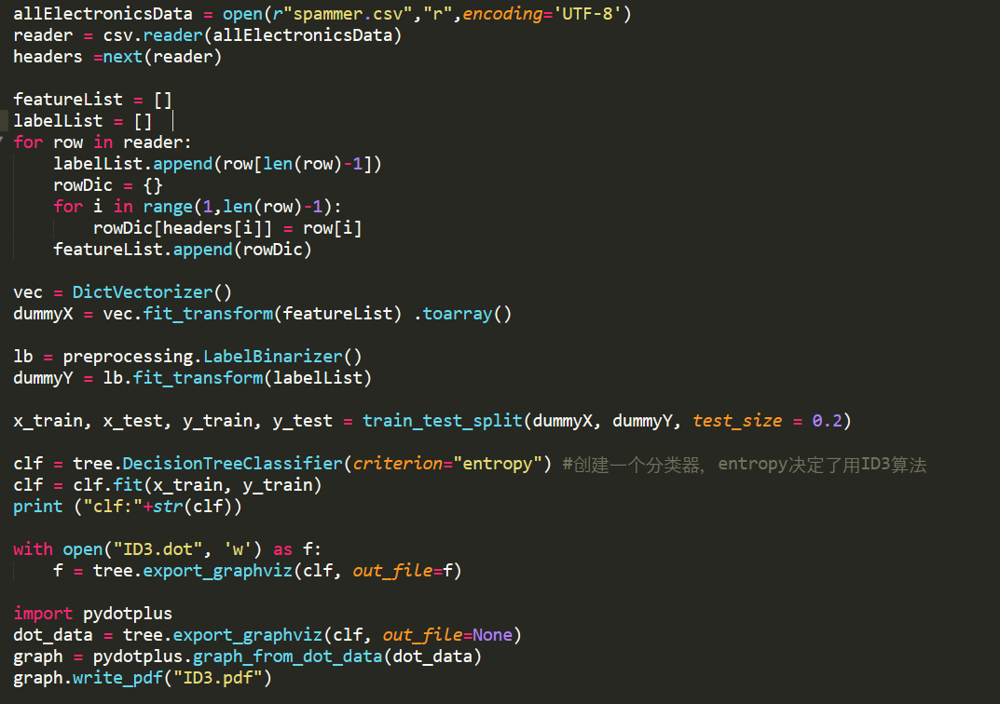 allElectronicsData = open(r"spammer.csv","r",encoding='UTF-8')
reader = csv.reader(allElectronicsData)
headers =next(reader)

featureList = []
labelList = []
for row in reader:
    labelList.append(row[len(row)-1])
    rowDic = {}
    for i in range(1,len(row)-1):
        rowDic[headers[i]] = row[i]
    featureList.append(rowDic)

vec = DictVectorizer()
dummyX = vec.fit_transform(featureList) .toarray()

lb = preprocessing.LabelBinarizer()
dummyY = lb.fit_transform(labelList)

x_train, x_test, y_train, y_test = train_test_split(dummyX, dummyY, test_size = 0.2)

clf = tree.DecisionTreeClassifier(criterion="entropy") #创建一个分类器，entropy决定了用ID3算法
clf = clf.fit(x_train, y_train)
print ("clf:"+str(clf))

with open("ID3.dot", 'w') as f:
    f = tree.export_graphviz(clf, out_file=f)

import pydotplus
dot_data = tree.export_graphviz(clf, out_file=None)
graph = pydotplus.graph_from_dot_data(dot_data)
graph.write_pdf("ID3.pdf")